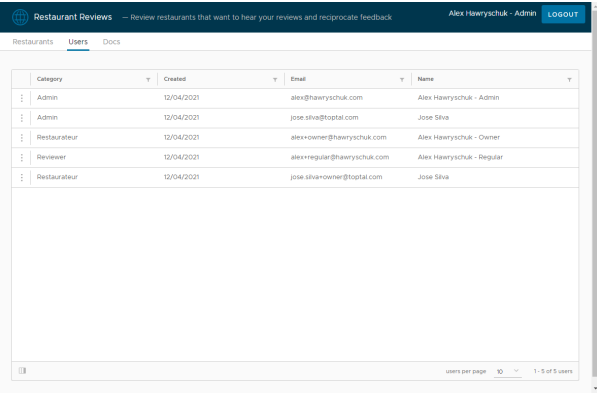 Restaurant Reviews — Review restaurants that want to hear your reviews and reciprocate feedback Alex Hawryschuk - Admin LOGOUT
Restaurants Users Docs
Category Created Email Name
Admin 12/04/2021 alex@hawryschuk.com Alex Hawryschuk - Admin
Admin 12/04/2021 jose.silva@toptal.com Jose Silva
Restaurateur 12/04/2021 alex+owner@hawryschuk.com Alex Hawryschuk - Owner
Reviewer 12/04/2021 alex+regular@hawryschuk.com Alex Hawryschuk - Regular
Restaurateur 12/04/2021 jose.silva+owner@toptal.com Jose Silva
users per page 10 1 - 5 of 5 users